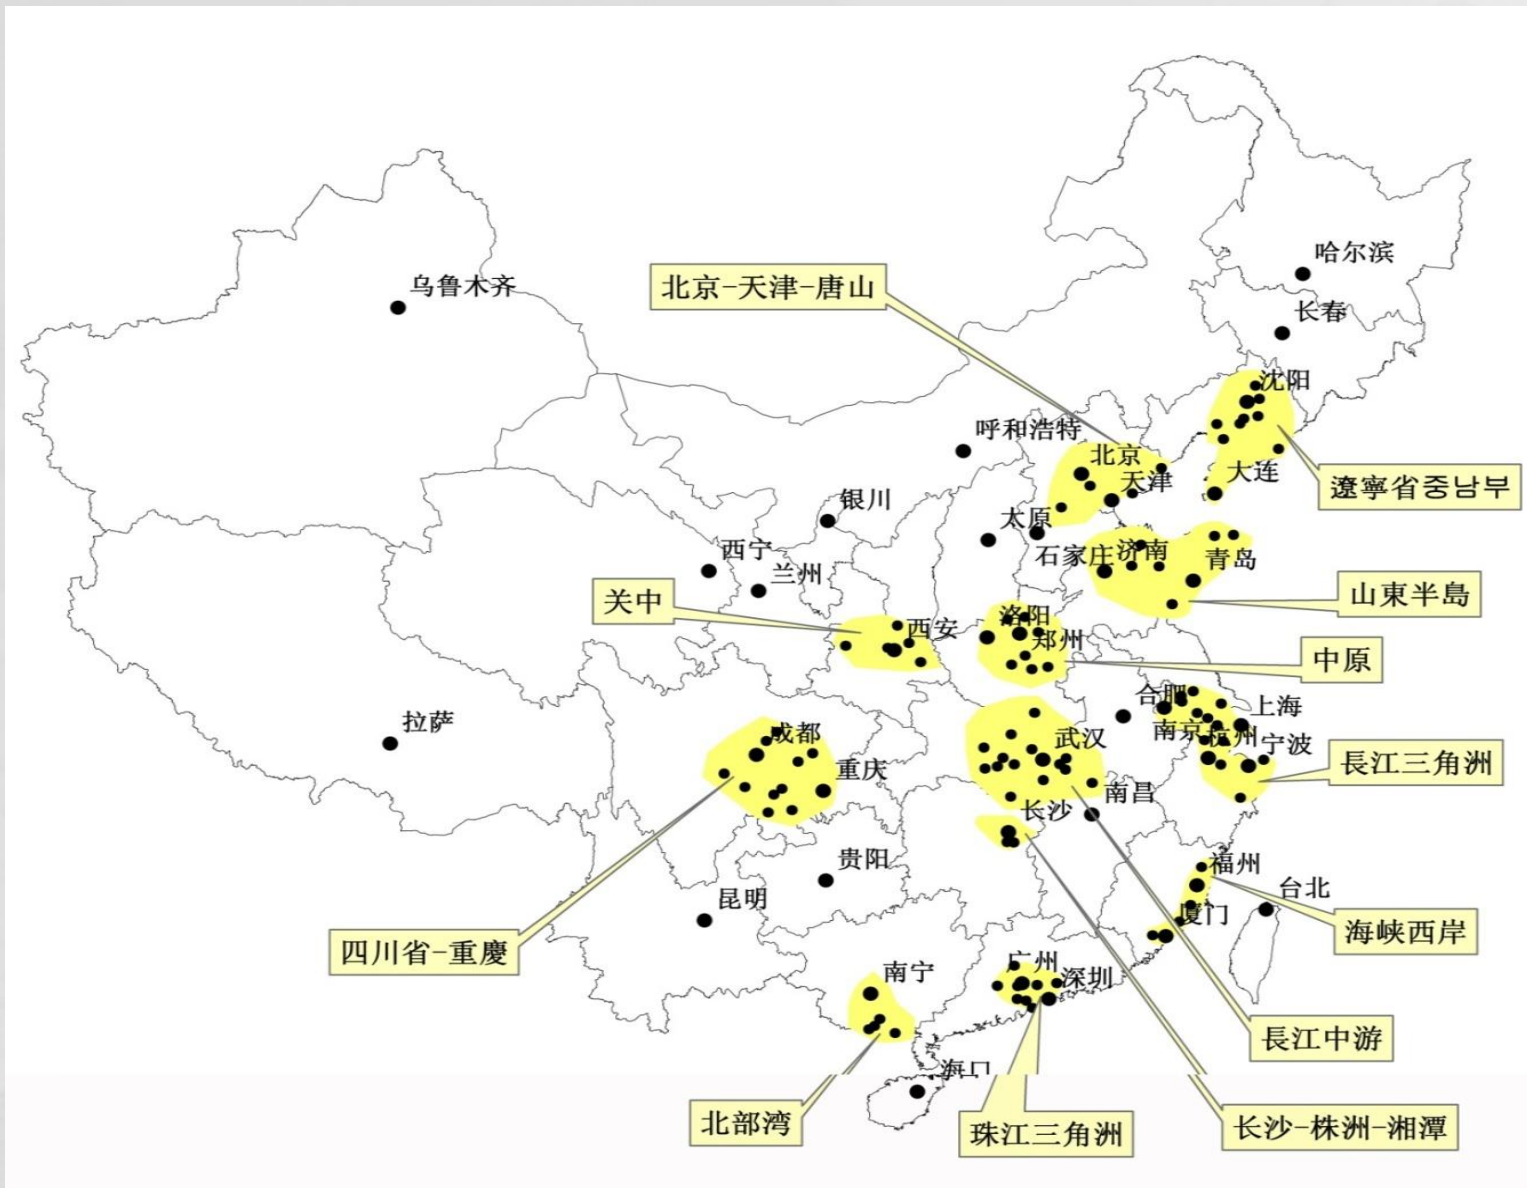 哈尔滨
北京-天津-唐山
乌鲁木齐
长春
沈阳
呼和浩特
北京
大连
天津
遼寧省중남부
银川
太原
西宁
石家庄
济南
青岛
兰州
关中
山東半島
洛阳
西安
郑州
中原
合肥
上海
拉萨
成都
南京
杭州
宁波
武汉
重庆
長江三角洲
南昌
长沙
贵阳
福州
昆明
台北
厦门
海峡西岸
四川省-重慶
广州
南宁
深圳
長江中游
海口
北部湾
珠江三角洲
长沙-株洲-湘潭